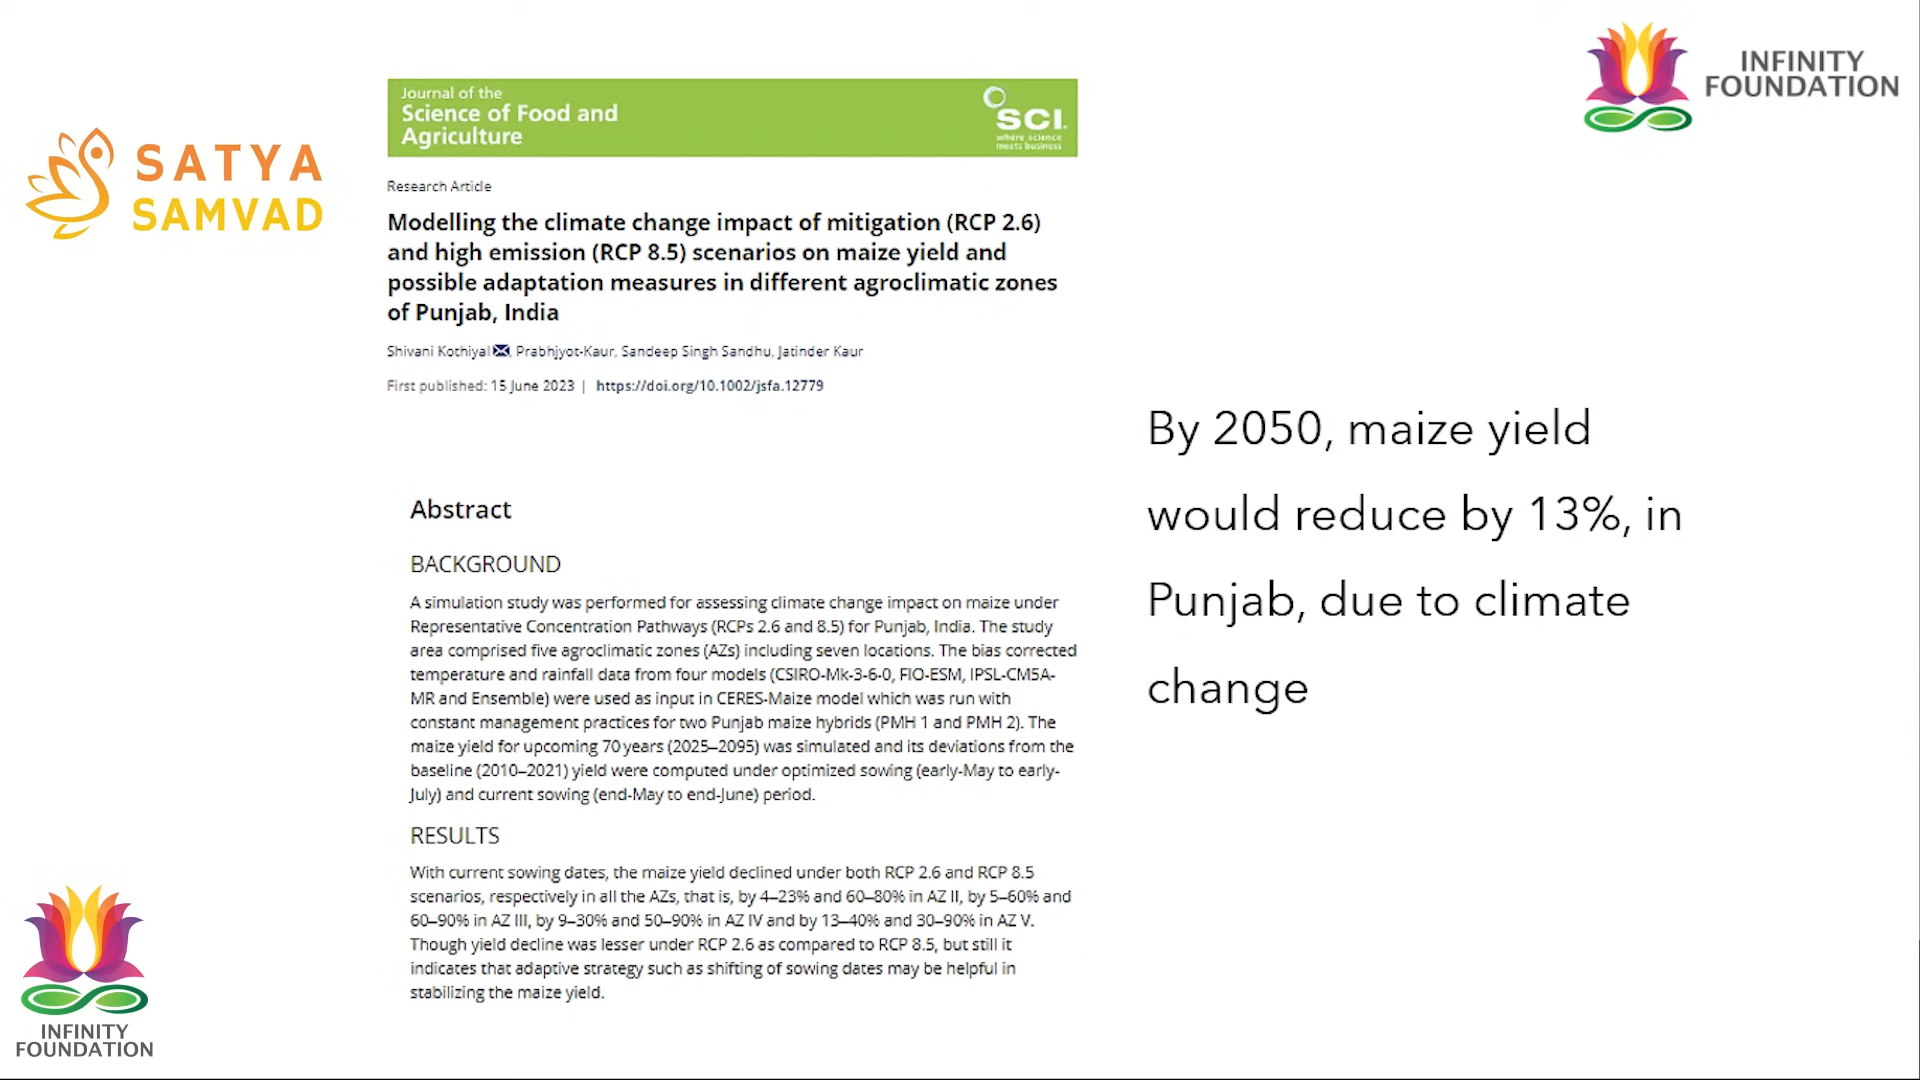 INFINITY
FOUNDATION
Journal of the
Science of Food and
Agriculture
SCI
where science
meets business
SATYA
SAMVAD
Research Article
Modelling the climate change impact of mitigation (RCP 2.6)
and high emission (RCP 8.5) scenarios on maize yield and
possible adaptation measures in different agroclimatic zones
of Punjab, India
Shivani Kothiyal, Prabhjyot-Kaur, Sandeep Singh Sandhu, Jatinder Kaur
First published: 15 June 2023 | https://doi.org/10.1002/jsfa.12779
Abstract
BACKGROUND
A simulation study was performed for assessing climate change impact on maize under
Representative Concentration Pathways (RCPs 2.6 and 8.5) for Punjab, India. The study
area comprised five agroclimatic zones (AZs) including seven locations. The bias corrected
temperature and rainfall data from four models (CSIRO-Mk-3-6-0, FIO-ESM, IPSL-CM5A-
MR and Ensemble) were used as input in CERES-Maize model which was run with
constant management practices for two Punjab maize hybrids (PMH 1 and PMH 2). The
maize yield for upcoming 70 years (2025–2095) was simulated and its deviations from the
baseline (2010–2021) yield were computed under optimized sowing (early-May to early-
July) and current sowing (end-May to end-June) period.
RESULTS
With current sowing dates, the maize yield declined under both RCP 2.6 and RCP 8.5
scenarios, respectively in all the AZs, that is, by 4–23% and 60–80% in AZ II, by 5–60% and
60–90% in AZ III, by 9–30% and 50–90% in AZ IV and by 13–40% and 30–90% in AZ V.
Though yield decline was lesser under RCP 2.6 as compared to RCP 8.5, but still it
indicates that adaptive strategy such as shifting of sowing dates may be helpful in
stabilizing the maize yield.
By 2050, maize yield
would reduce by 13%, in
Punjab, due to climate
change
INFINITY
FOUNDATION